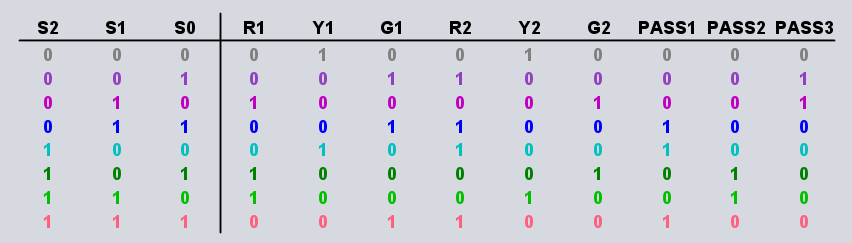 S2 S1 S0 R1 Y1 G1 R2 Y2 G2 PASS1 PASS2 PASS3
0 0 0 0 1 0 0 1 0 0 0 0
0 0 1 0 0 1 1 0 0 0 0 1
0 1 0 1 0 0 0 0 1 0 0 1
0 1 1 0 0 1 1 0 0 1 0 0
1 0 0 0 1 0 1 0 0 1 0 0
1 0 1 1 0 0 0 0 1 0 1 0
1 1 0 1 0 0 0 1 0 0 1 0
1 1 1 0 0 1 1 0 0 1 0 0